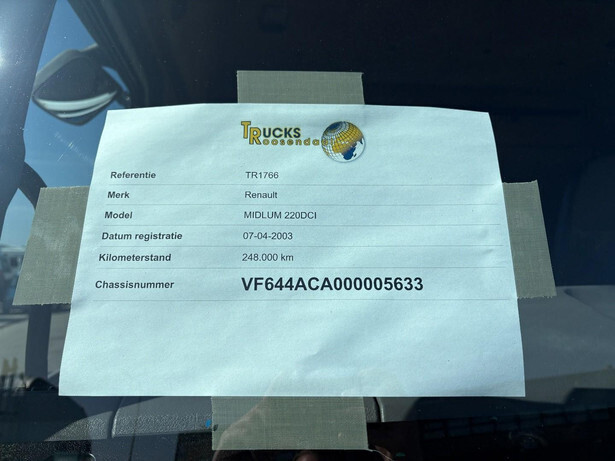 TRUCKS
Roosendaal
Referentie TR1766
Merk Renault
Model MIDLUM 220DCI
Datum registratie 07-04-2003
Kilometerstand 248.000 km
Chassisnummer VF644ACA000005633